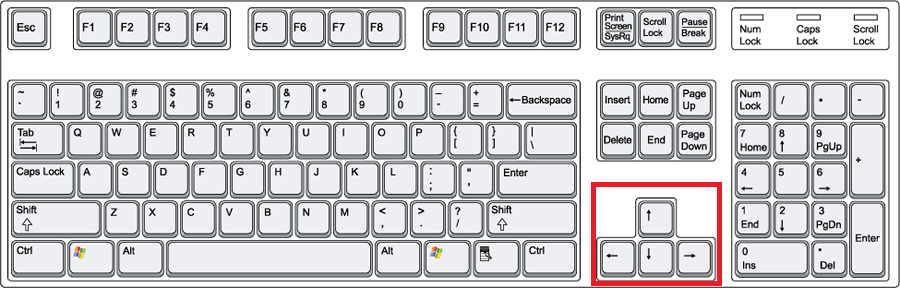 Esc F1 F2 F3 F4 F5 F6 F7 F8 F9 F10 F11 F12 Print Screen SysRq Scroll Lock Pause Break Num Lock Caps Lock Scroll Lock
~ ` ! 1 @ 2 # 3 $ 4 % 5 ^ 6 & 7 * 8 ( 9 ) 0 _ - + = ←Backspace Insert Home Page Up Num Lock / * -
Tab Q W E R T Y U I O P { [ } ] | \ Delete End Page Down 7 Home 8 ↑ 9 PgUp +
Caps Lock A S D F G H J K L : ; " ' Enter 4 ← 5 6 →
Shift ⇧ Z X C V B N M < , > . ? / Shift ⇧ ↑ 1 End 2 ↓ 3 PgDn Enter
Ctrl Alt Alt Ctrl ← ↓ → 0 Ins . Del